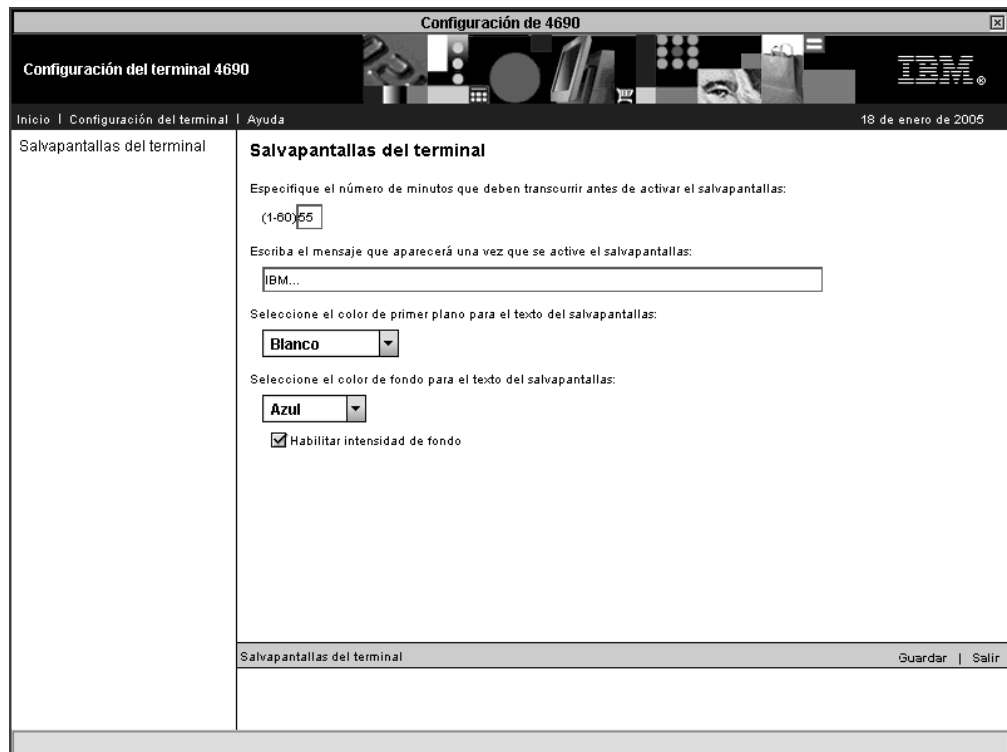 Configuración de 4690
Configuración del terminal 4690
IBM®
Inicio | Configuración del terminal | Ayuda
18 de enero de 2005
Salvapantallas del terminal
Salvapantallas del terminal
Especifique el número de minutos que deben transcurrir antes de activar el salvapantallas:
(1-60) 55
Escriba el mensaje que aparecerá una vez que se active el salvapantallas:
IBM...
Seleccione el color de primer plano para el texto del salvapantallas:
Blanco
Seleccione el color de fondo para el texto del salvapantallas:
Azul
Habilitar intensidad de fondo
Salvapantallas del terminal
Guardar | Salir